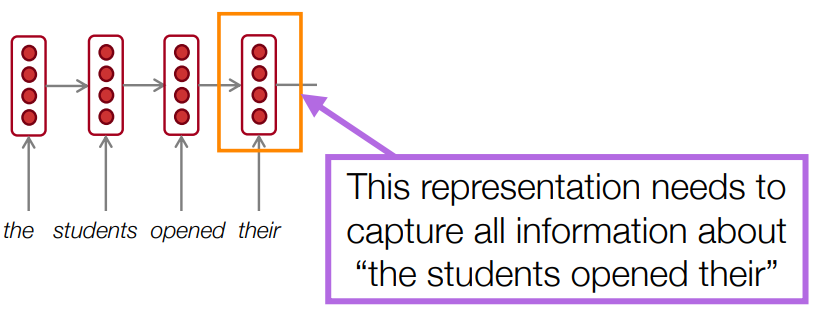 the students opened their
This representation needs to
capture all information about
“the students opened their”